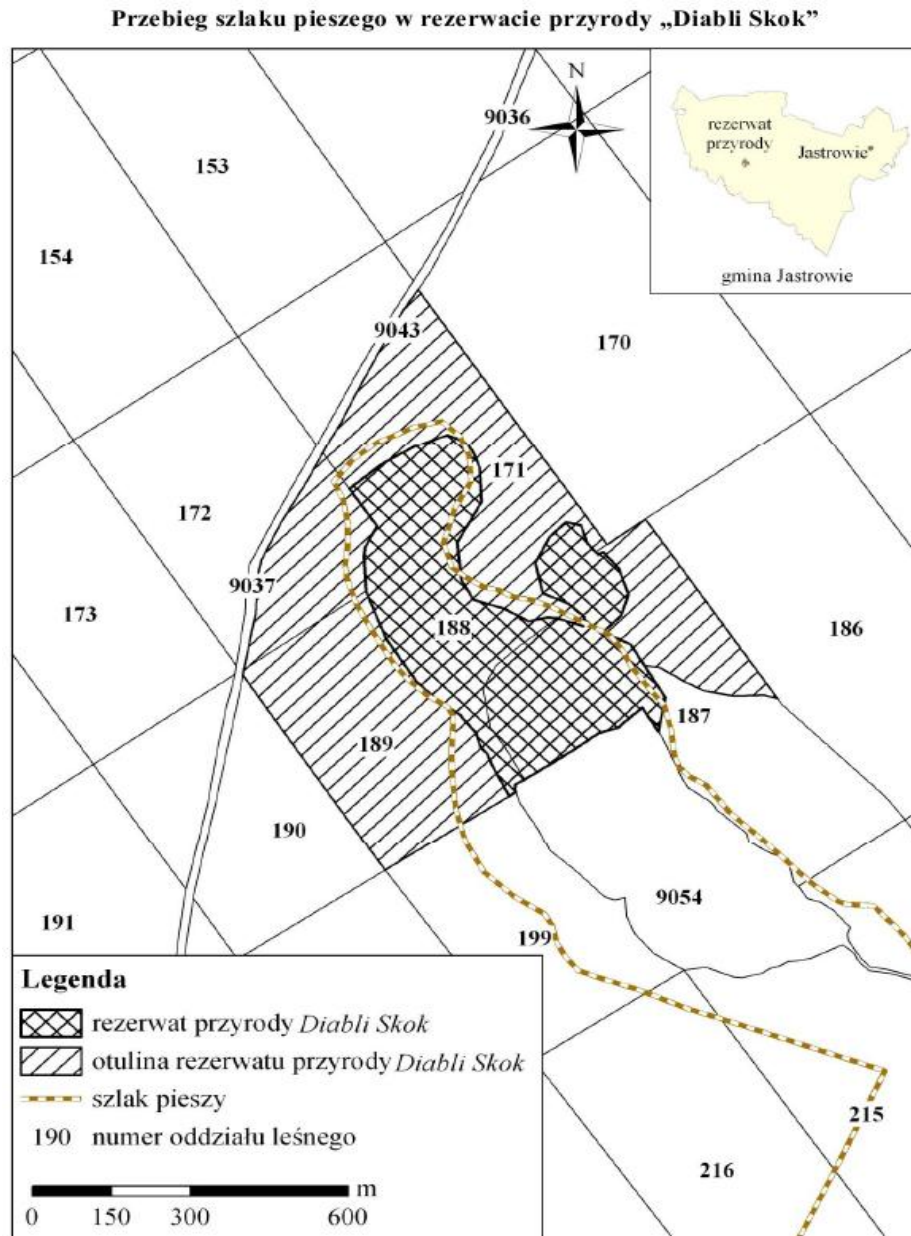 Przebieg szlaku pieszego w rezerwacie przyrody „Diabli Skok”
N
9036
rezerwat
przyrody
Jastrowie
gmina Jastrowie
153
154
9043
170
171
172
9037
173
188
186
187
189
190
9054
191
199
Legenda
rezerwat przyrody Diabli Skok
otulina rezerwatu przyrody Diabli Skok
szlak pieszy
190 numer oddziału leśnego
m
0 150 300 600
215
216